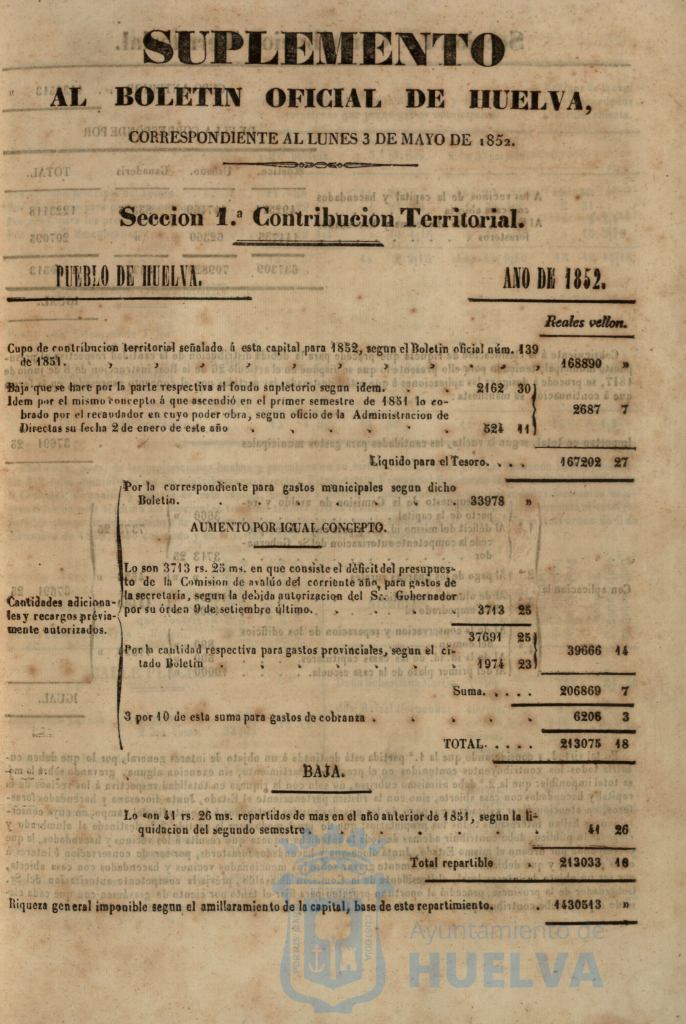 SUPLEMENTO
AL BOLETIN OFICIAL DE HUELVA,
CORRESPONDIENTE AL LUNES 3 DE MAYO DE 1852.
Seccion 1.ª Contribucion Territorial.
PUEBLO DE HUELVA. AÑO DE 1852.
Reales vellon.
Cupo de contribucion territorial señalado á esta capital para 1852, segun el Boletin oficial núm. 139
de 1851. , , , , , , , , , 168890 »
Baja que se hace por la parte respectiva al fondo supletorio segun idem. . . 2162 30
Idem por el mismo concepto á que ascendió en el primer semestre de 1851 lo co-
brado por el recaudador en cuyo poder obra, segun oficio de la Administracion de 2687 7
Directas su fecha 2 de enero de este año . . . . . 524 11
Liquido para el Tesoro. . . . 167202 27
Por la correspondiente para gastos municipales segun dicho
Boletin. . . . . . . . 33978 »
AUMENTO POR IGUAL CONCEPTO.
Lo son 3713 rs. 25 ms. en que consiste el déficit del presupues-
to de la Comision de avalúo del corriente año, para gastos de
la secretaria, segun la debida autorizacion del Sr. Gobernador
por su órden 9 de setiembre último. . . . . . 3713 25
Cantidades adiciona-
les y recargos prévia-
mente autorizados.
37691 25
Por la cantidad respectiva para gastos provinciales, segun el ci- 39666 14
tado Boletin . . . . . . . 1974 23
Suma. . . . . 206869 7
3 por 10 de esta suma para gastos de cobranza . . . . 6206 3
TOTAL. . . . . 213075 18
BAJA.
Lo son 41 rs. 26 ms. repartidos de mas en el año anterior de 1851, segun la li-
quidacion del segundo semestre. . . . . . . 41 26
Total repartible . 213033 18
Riqueza general imponible segun el amillaramiento de la capital, base de este repartimiento. . 1430513 »
Ayuntamiento de
HUELVA